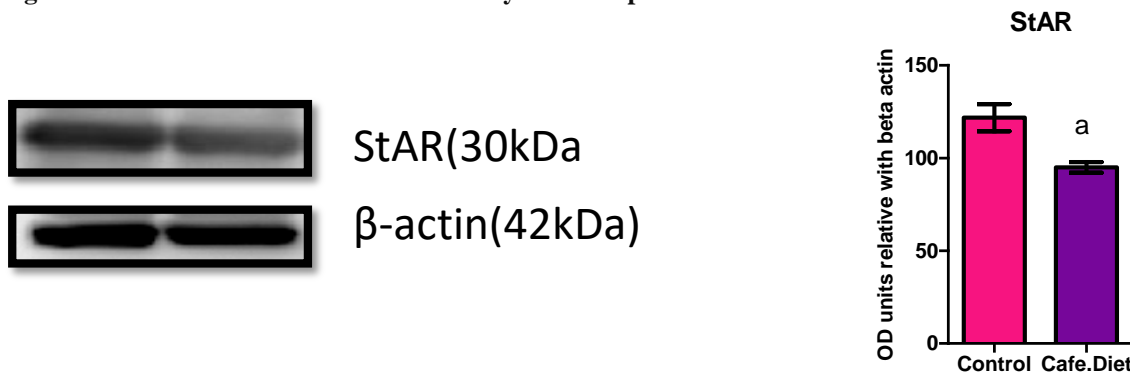 StAR(30kDa
β-actin(42kDa)
StAR
OD units relative with beta actin
150
100
50
0
a
Control Cafe.Diet